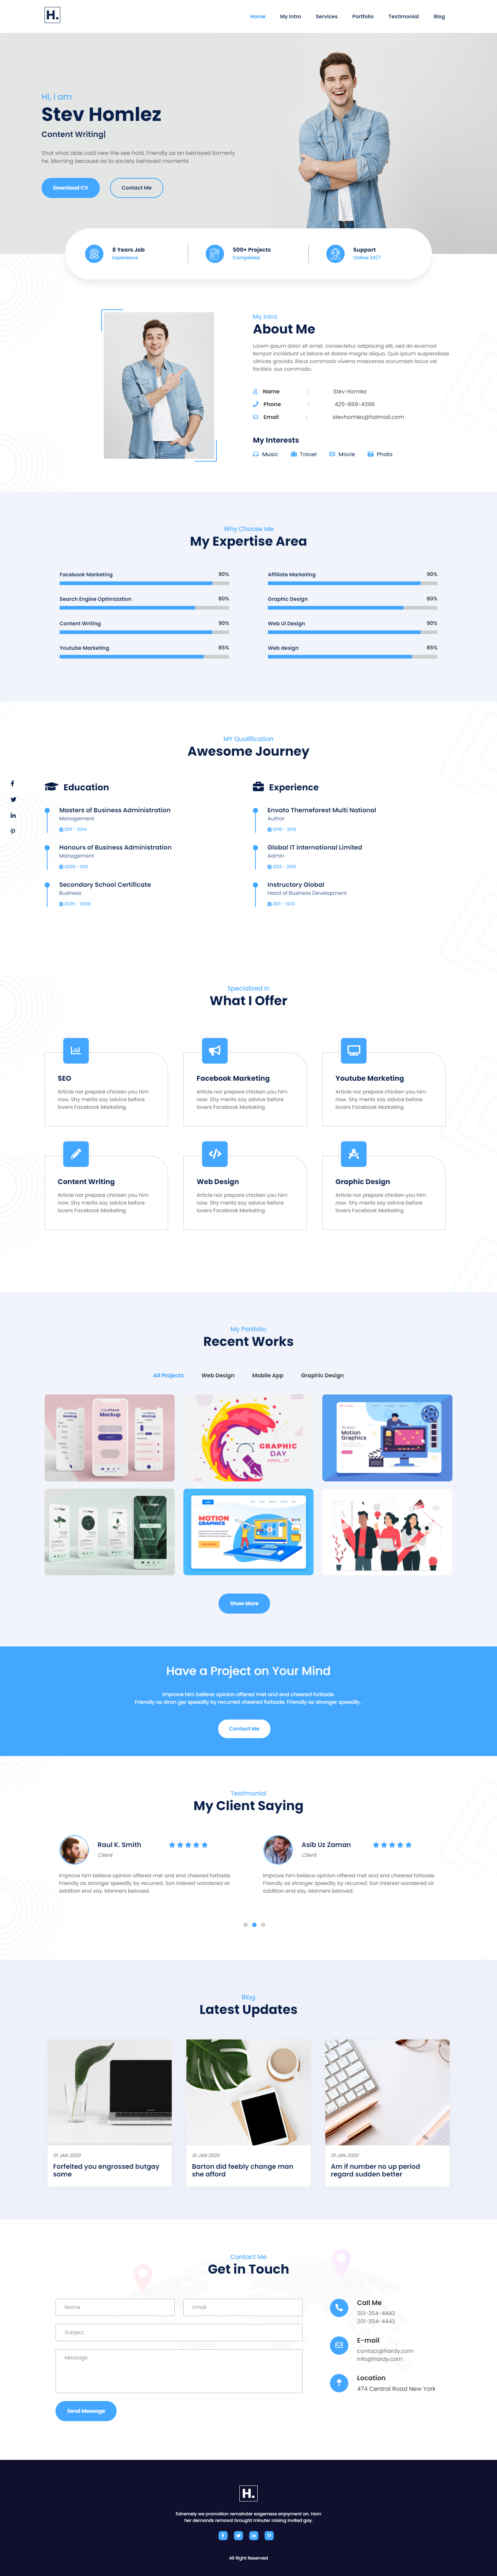 H.
Home
My Intro
Services
Portfolio
Testimonial
Blog
Hi, I am
Stev Homlez
Content Writing|
Shot what able cold new the see hold. Friendly as an betrayed formerly
he. Morning because as to society behaved moments
Download CV
Contact Me
8 Years Job
Experience
500+ Projects
Completed
Support
Online 24/7
My Intro
About Me
Lorem ipsum dolor sit amet, consectetur adipiscing elit, sed do eiusmod
tempor incididunt ut labore et dolore magna aliqua. Quis ipsum suspendisse
ultrices gravida. Risus commodo viverra maecenas accumsan lacus vel
facilisis. sus commodo.
Name : Stev Homlez
Phone : 425-889-4396
Email : stevhomlez@hotmail.com
My Interests
Music
Travel
Movie
Photo
Why Choose Me
My Expertise Area
Facebook Marketing 90%
Affiliate Marketing 90%
Search Engine Optimization 80%
Graphic Design 80%
Content Writing 90%
Web UI Design 90%
Youtube Marketing 85%
Web design 85%
MY Qualification
Awesome Journey
Education
Masters of Business Administration
Management
2011 - 2014
Honours of Business Administration
Management
2009 - 2011
Secondary School Certificate
Business
2005 - 2009
Experience
Envato Themeforest Multi National
Author
2016 - 2019
Global IT international Limited
Admin
2013 - 2016
Instructory Global
Head of Business Development
2011 - 2013
Specialized In
What I Offer
SEO
Article nor prepare chicken you him
now. Shy merits say advice before
lovers Facebook Marketing
Facebook Marketing
Article nor prepare chicken you him
now. Shy merits say advice before
lovers Facebook Marketing
Youtube Marketing
Article nor prepare chicken you him
now. Shy merits say advice before
lovers Facebook Marketing
Content Writing
Article nor prepare chicken you him
now. Shy merits say advice before
lovers Facebook Marketing
Web Design
Article nor prepare chicken you him
now. Shy merits say advice before
lovers Facebook Marketing
Graphic Design
Article nor prepare chicken you him
now. Shy merits say advice before
lovers Facebook Marketing
My Portfolio
Recent Works
All Projects
Web Design
Mobile App
Graphic Design
Mockup
GRAPHIC
DAY
APRIL, 27
Motion
Graphics
MOTION
GRAPHICS
Show More
Have a Project on Your Mind
Improve him believe opinion offered met and end cheered forbade.
Friendly as stron ger speedily by recurred cheered forbade. Friendly as stronger speedily .
Contact Me
Testimonial
My Client Saying
Raul K. Smith
Client
Improve him believe opinion offered met and end cheered forbade.
Friendly as stronger speedily by recurred. Son interest wandered sir
addition end say. Manners beloved.
Asib Uz Zaman
Client
Improve him believe opinion offered met and end cheered forbade.
Friendly as stronger speedily by recurred. Son interest wandered sir
addition end say. Manners beloved.
Blog
Latest Updates
01 JAN 2020
Forfeited you engrossed butgay
some
01 JAN 2020
Barton did feebly change man
she afford
01 JAN 2020
Am if number no up period
regard sudden better
Contact Me
Get in Touch
Name
Email
Subject
Message
Send Message
Call Me
201-354-4443
201-354-4443
E-mail
contact@hardy.com
info@hardy.com
Location
474 Central Road New York
H.
Extremely we promotion remainder eagerness enjoyment an. Ham
her demands removal brought minuter raising invited gay.
All Right Reserved